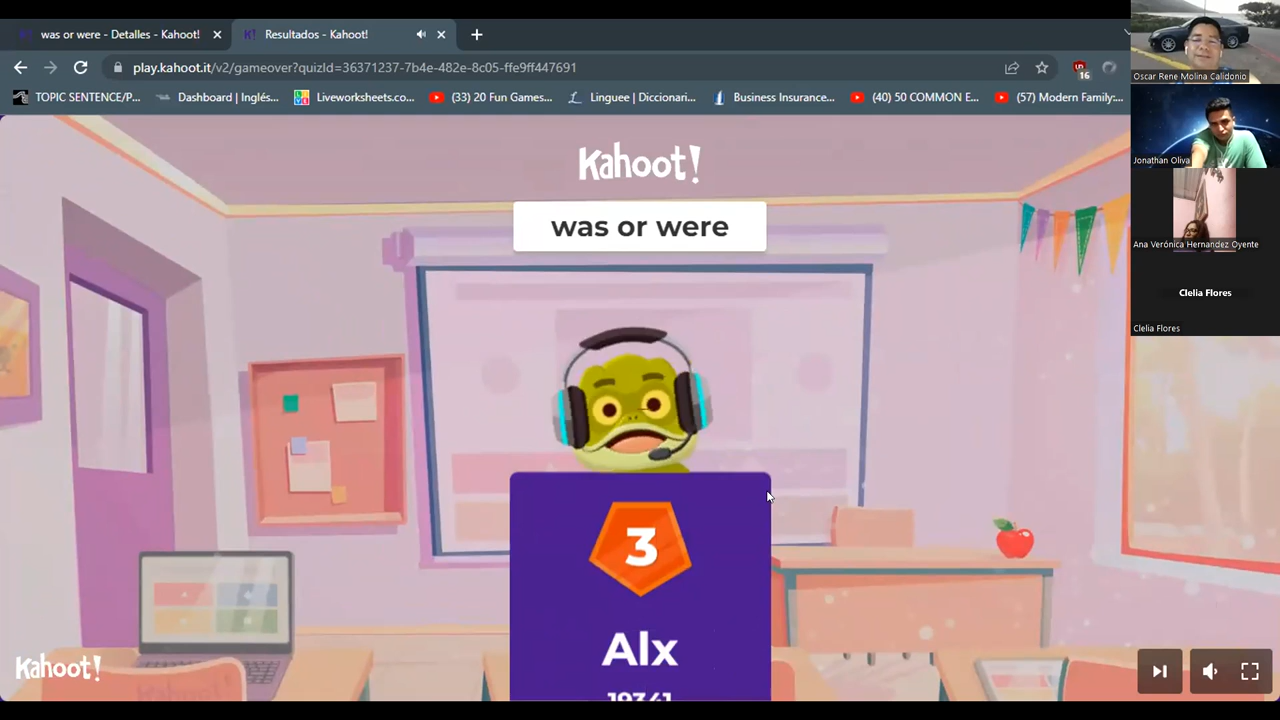 was or were - Detalles - Kahoot!
K! Resultados - Kahoot!
play.kahoot.it/v2/gameover?quizId=36371237-7b4e-482e-8c05-ffe9ff447691
16
TOPIC SENTENCE/P...
Dashboard | Inglés...
Liveworksheets.co...
(33) 20 Fun Games...
Linguee | Diccionari...
Business Insurance...
(40) 50 COMMON E...
(57) Modern Family:...
Kahoot!
was or were
3
Alx
19341
Kahoot!
Oscar Rene Molina Calidonio
Jonathan Oliva
Ana Verónica Hernandez Oyente
Clelia Flores
Clelia Flores